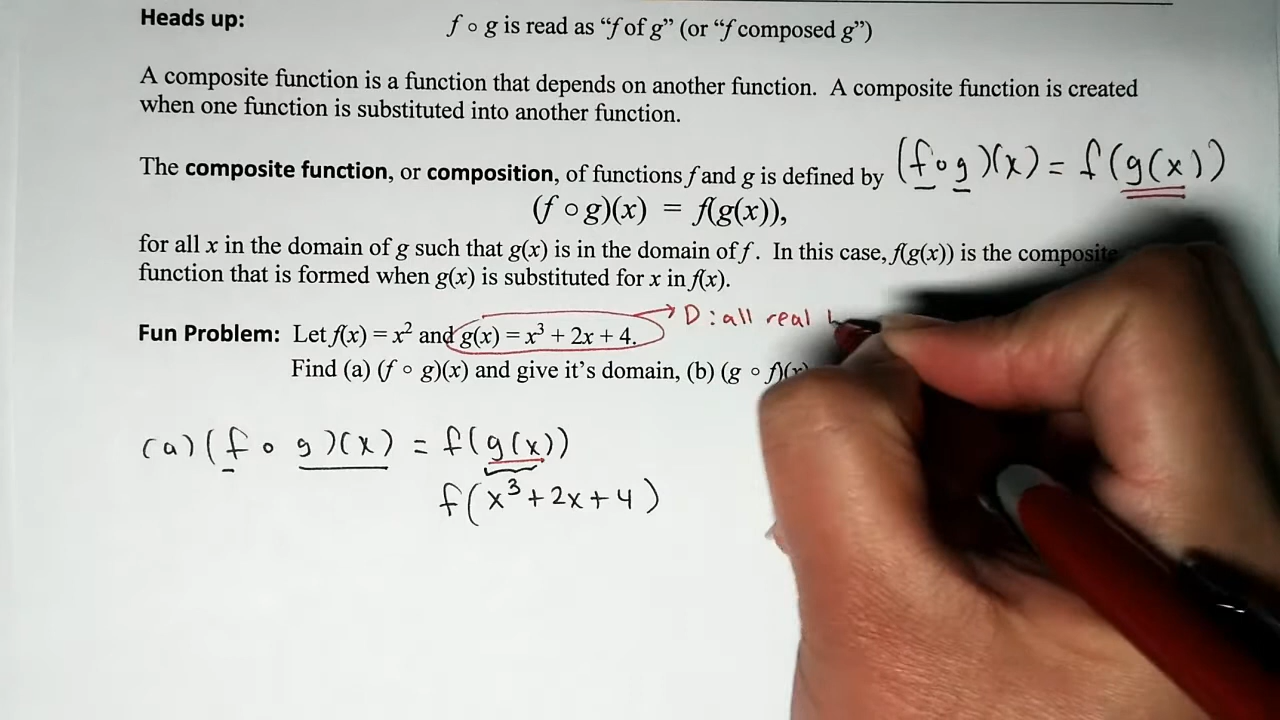 Heads up: f ∘ g is read as “f of g” (or “f composed g”)
A composite function is a function that depends on another function. A composite function is created
when one function is substituted into another function.
The composite function, or composition, of functions f and g is defined by (f∘g)(x) = f(g(x))
(f ∘ g)(x) = f(g(x)),
for all x in the domain of g such that g(x) is in the domain of f. In this case, f(g(x)) is the composite
function that is formed when g(x) is substituted for x in f(x).
Fun Problem: Let f(x) = x² and g(x) = x³ + 2x + 4. → D: all real
Find (a) (f ∘ g)(x) and give it’s domain, (b) (g ∘ f)(x)
(a) (f ∘ g)(x) = f(g(x))
f(x³+2x+4)